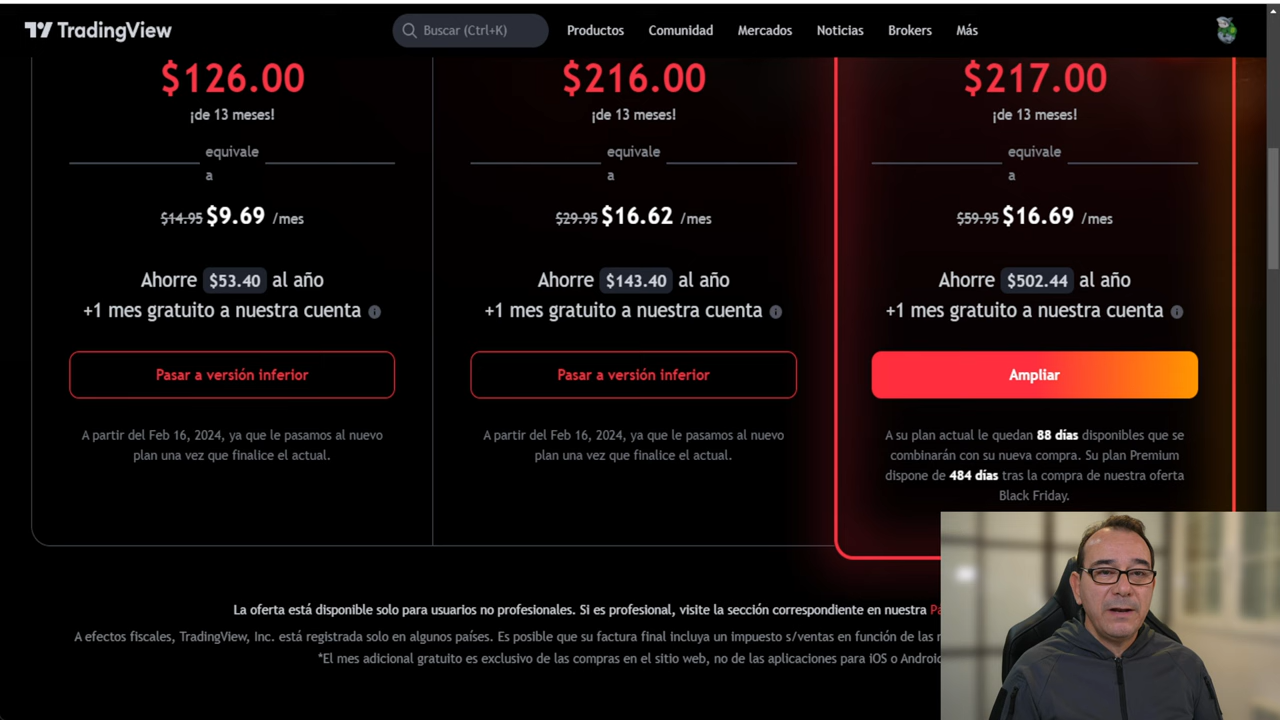 TradingView
Buscar (Ctrl+K)
Productos
Comunidad
Mercados
Noticias
Brokers
Más
$126.00
¡de 13 meses!
equivale
a
$14.95 $9.69 /mes
Ahorre $53.40 al año
+1 mes gratuito a nuestra cuenta
Pasar a versión inferior
A partir del Feb 16, 2024, ya que le pasamos al nuevo
plan una vez que finalice el actual.
$216.00
¡de 13 meses!
equivale
a
$29.95 $16.62 /mes
Ahorre $143.40 al año
+1 mes gratuito a nuestra cuenta
Pasar a versión inferior
A partir del Feb 16, 2024, ya que le pasamos al nuevo
plan una vez que finalice el actual.
$217.00
¡de 13 meses!
equivale
a
$59.95 $16.69 /mes
Ahorre $502.44 al año
+1 mes gratuito a nuestra cuenta
Ampliar
A su plan actual le quedan 88 días disponibles que se
combinarán con su nueva compra. Su plan Premium
dispone de 484 días tras la compra de nuestra oferta
Black Friday.
La oferta está disponible solo para usuarios no profesionales. Si es profesional, visite la sección correspondiente en nuestra
A efectos fiscales, TradingView, Inc. está registrada solo en algunos países. Es posible que su factura final incluya un impuesto s/ventas en función de las
*El mes adicional gratuito es exclusivo de las compras en el sitio web, no de las aplicaciones para iOS o Android